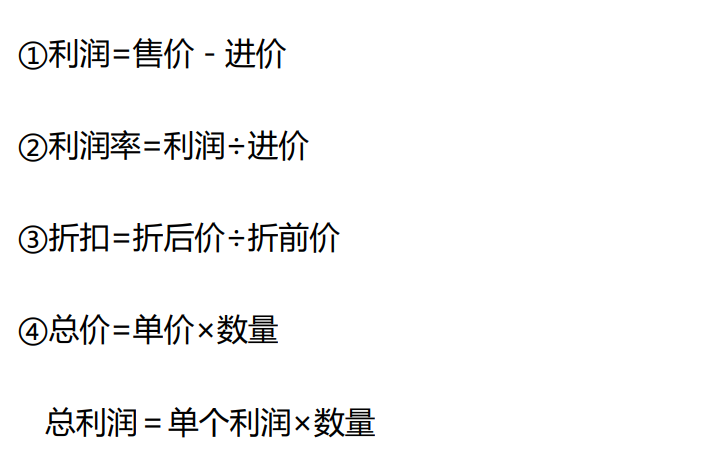 ①利润=售价 - 进价
②利润率=利润÷进价
③折扣=折后价÷折前价
④总价=单价×数量
总利润 = 单个利润×数量